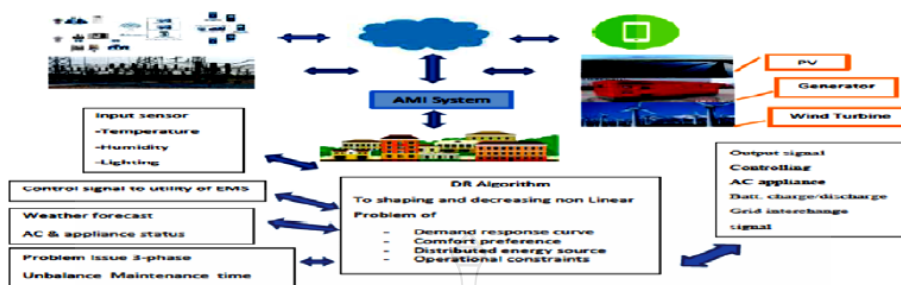 PV
Generator
Wind Turbine
AMI System
Input sensor
-Temperature
-Humidity
-Lighting
Control signal to utility of EMS
Weather forecast
AC & appliance status
Problem Issue 3-phase
Unbalance Maintenance time
DR Algorithm
To shaping and decreasing non Linear
Problem of
- Demand response curve
- Comfort preference
- Distributed energy source
- Operational constraints
Output signal
Controlling
AC appliance
Batt. charge/discharge
Grid interchange
signal